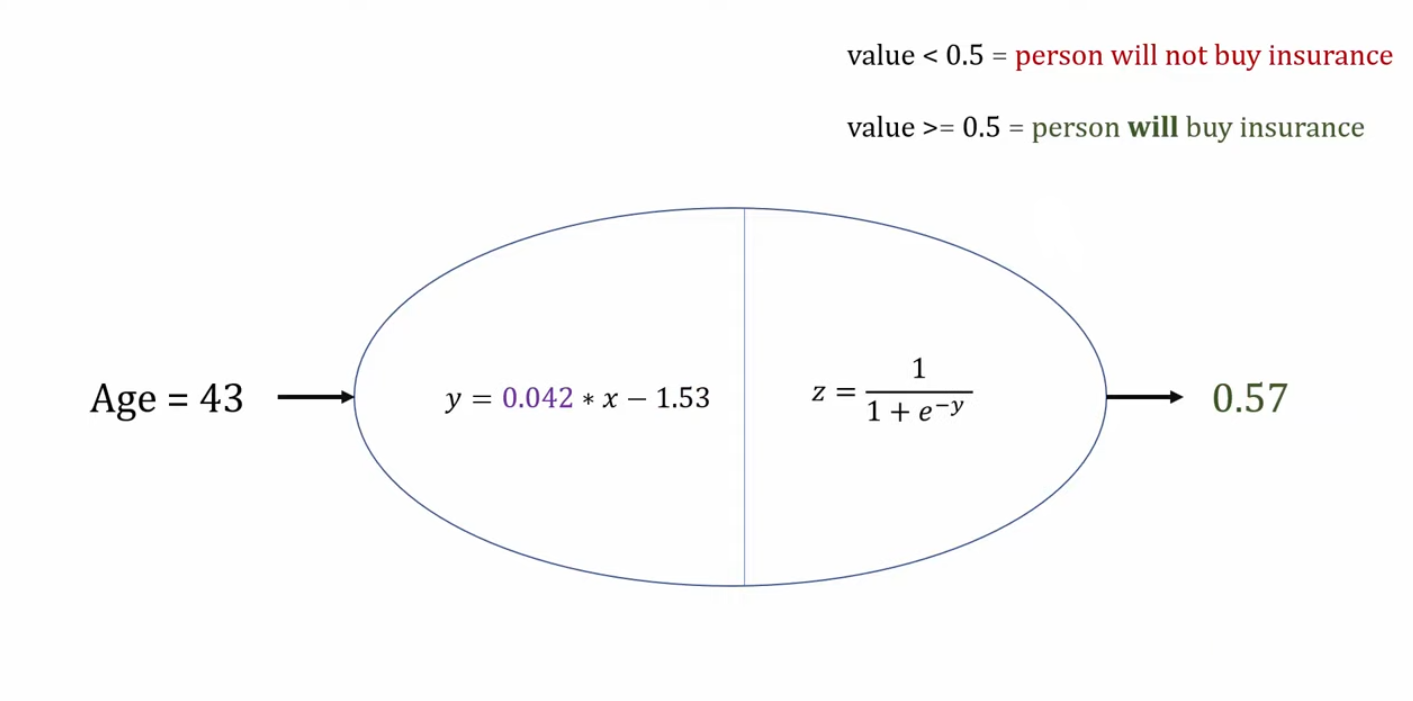 value < 0.5 = person will not buy insurance
value >= 0.5 = person will buy insurance
Age = 43
y = 0.042 * x − 1.53
z = 1 / (1 + e^−y)
0.57